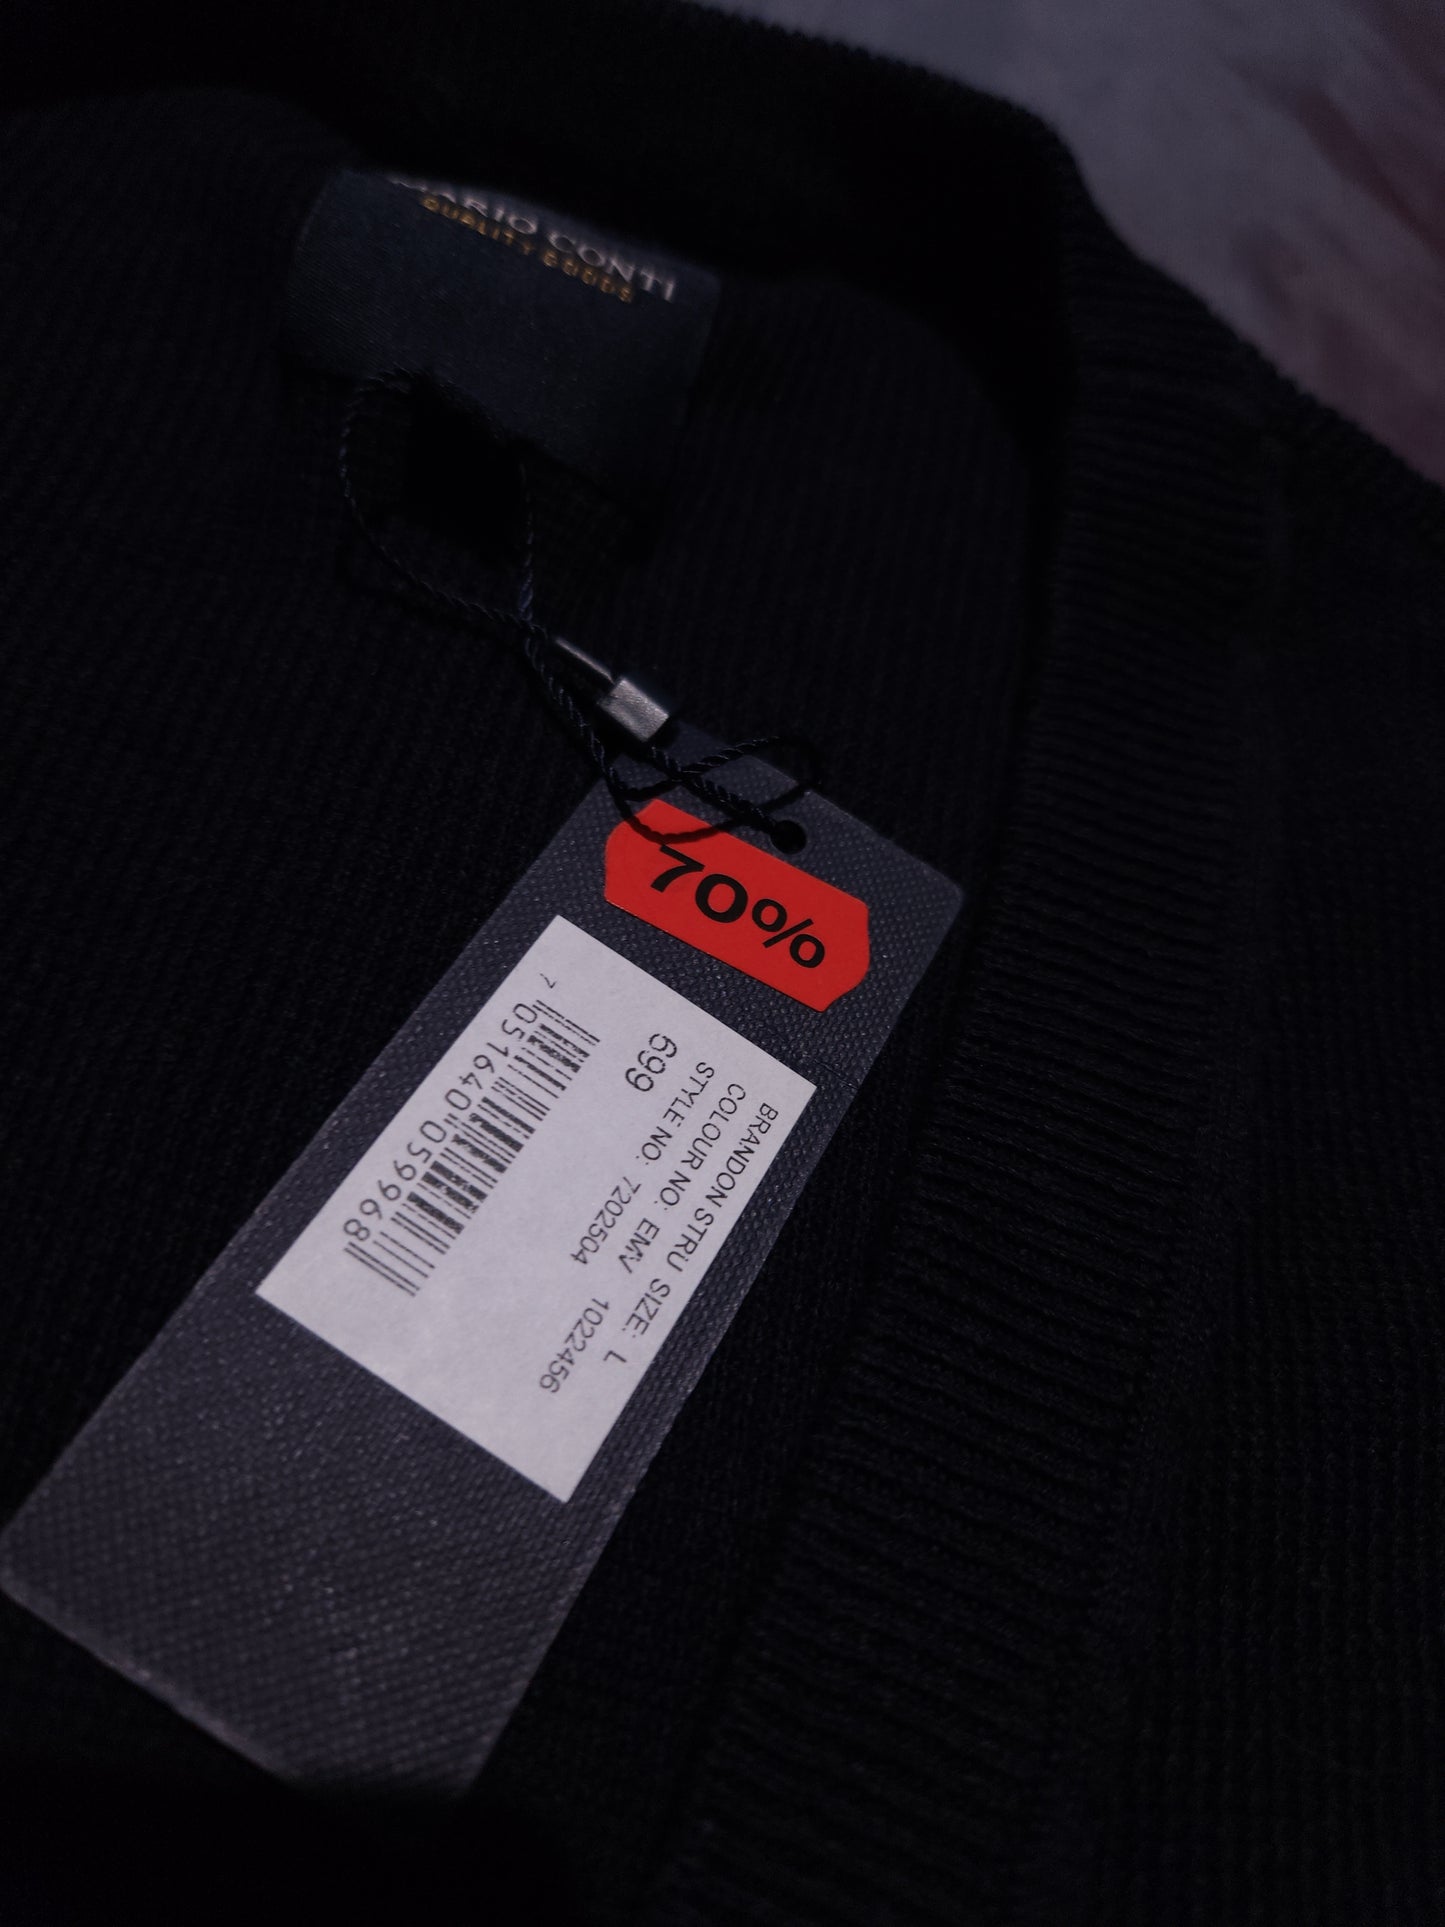 MARIO CONTI
QUALITY GOODS
70%
BRANDON STRU SIZE: L
COLOUR NO: EMV 1022456
STYLE NO: 7202504
699
7 051640 059968